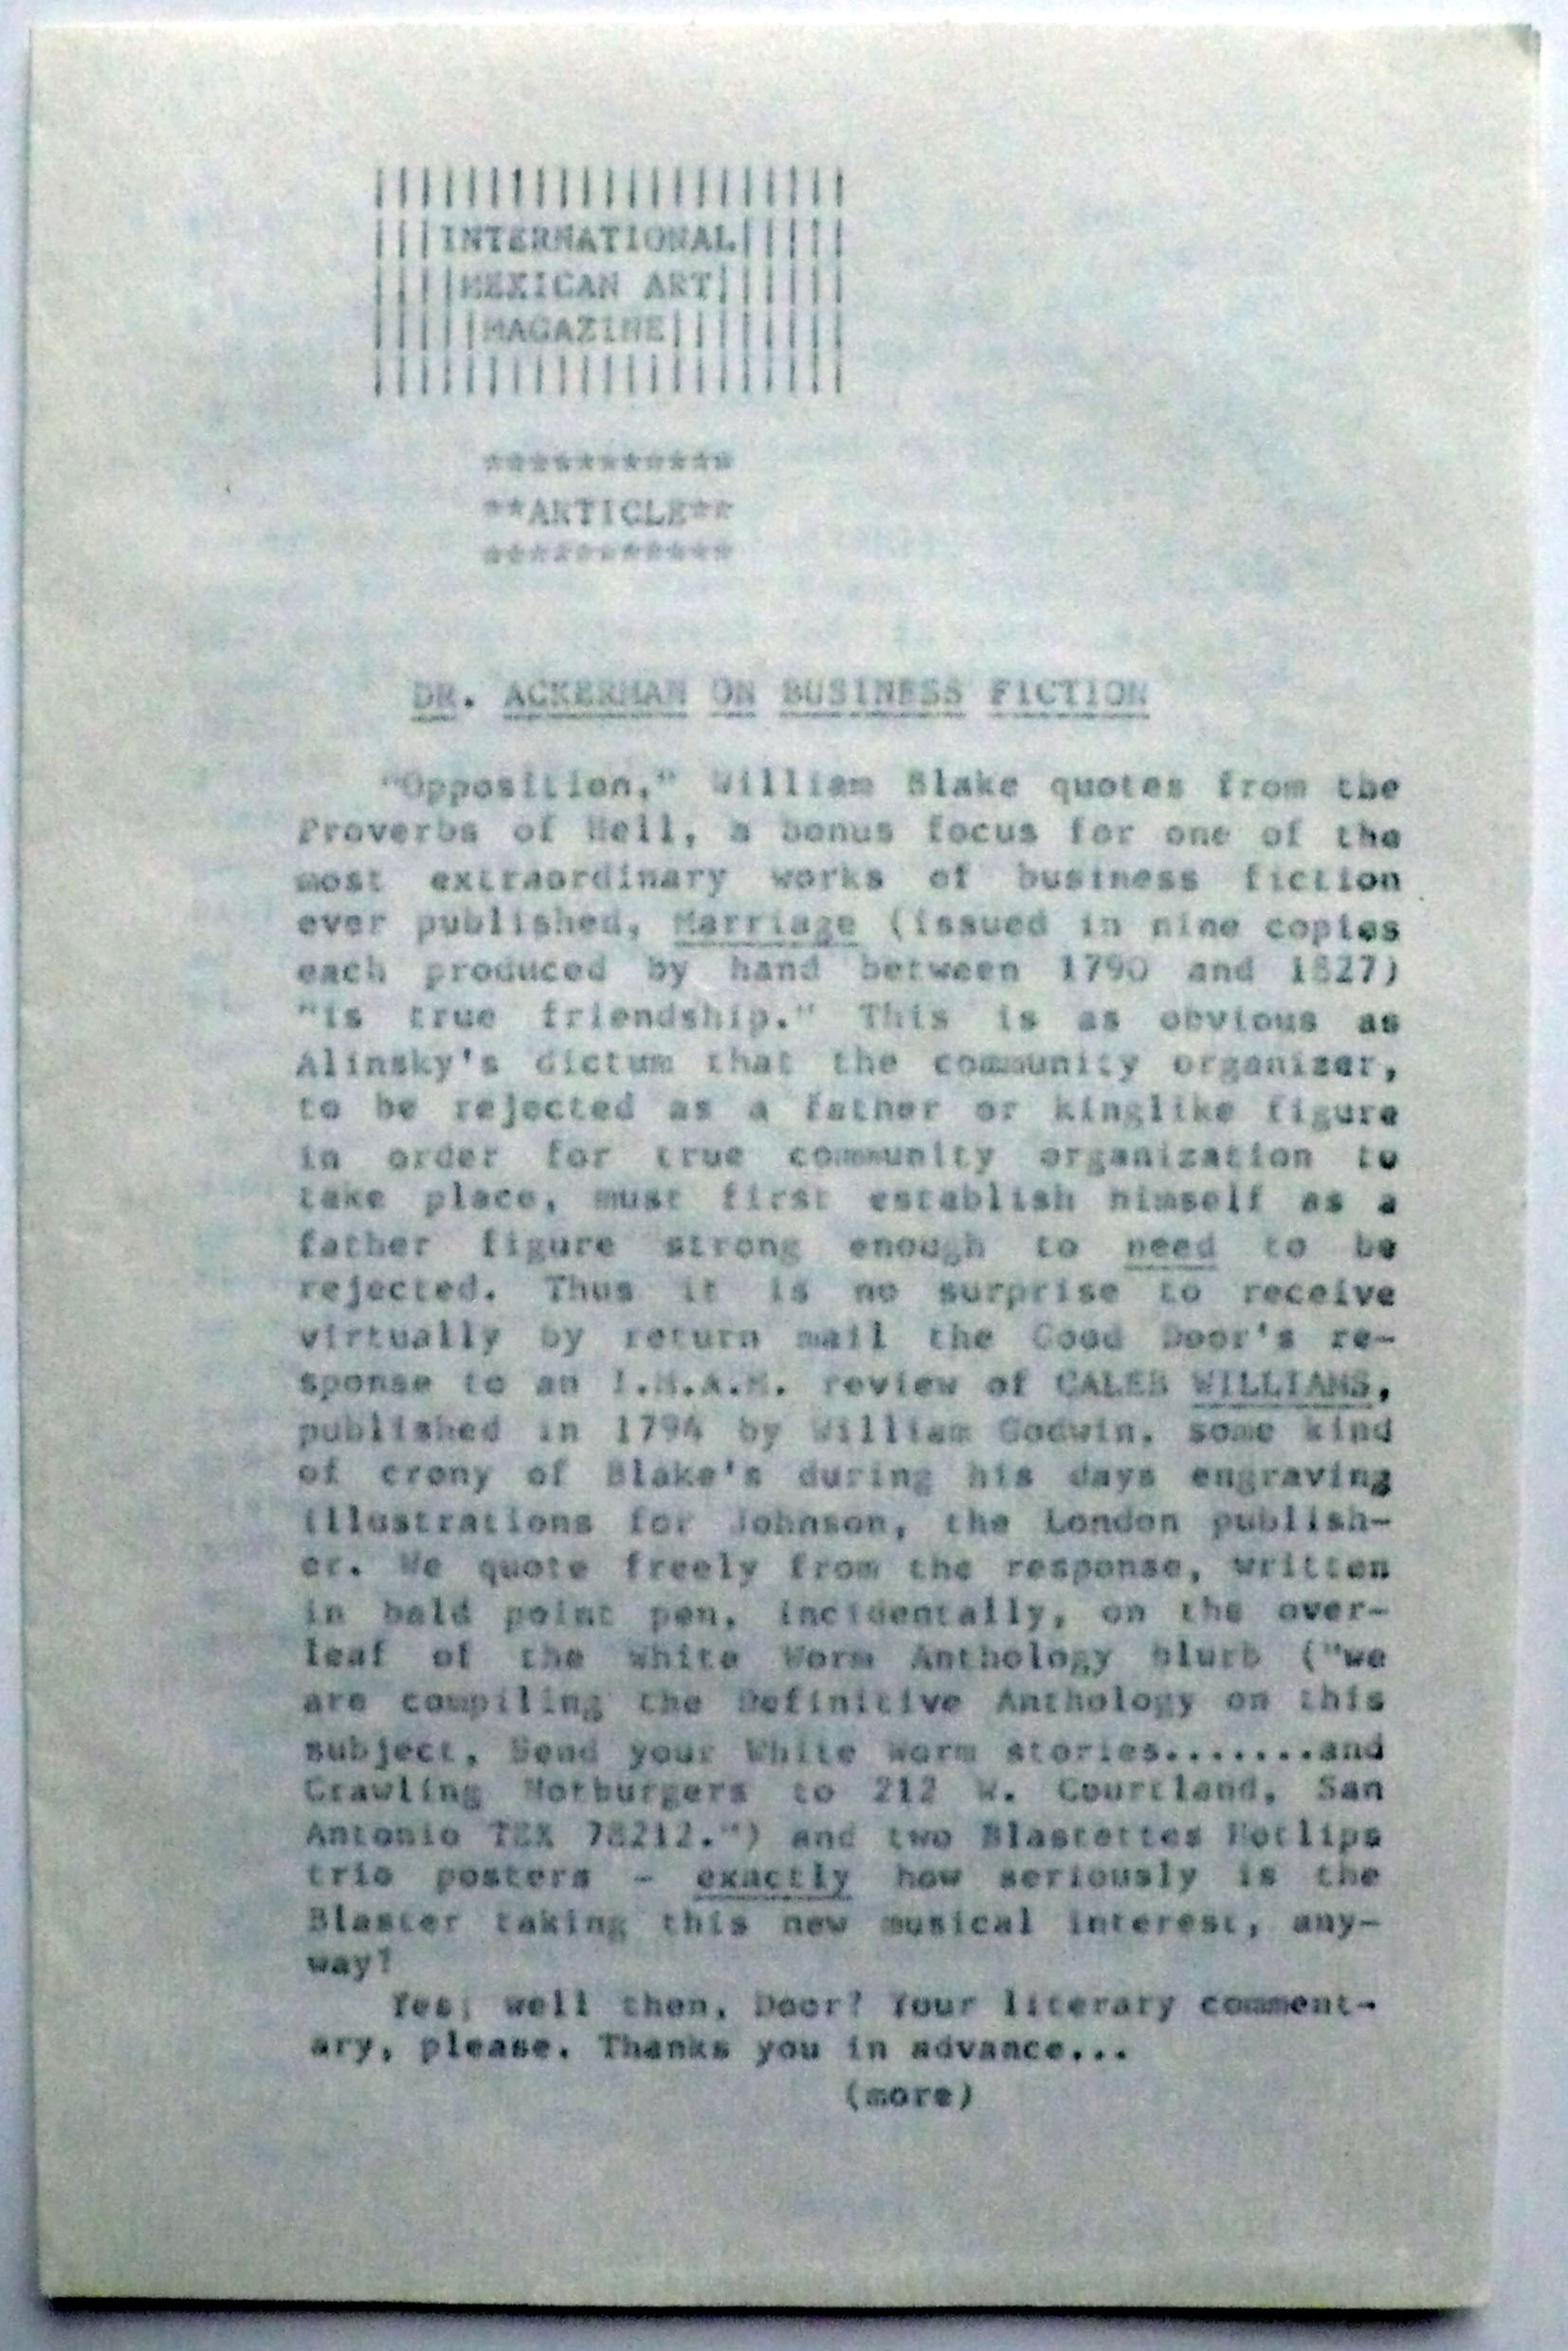 ||||||||||||||||||||
|||INTERNATIONAL|||||
||||MEXICAN ART||||||
|||||MAGAZINE||||||||
||||||||||||||||||||
***********
**ARTICLE**
***********
DR. ACKERMAN ON BUSINESS FICTION
"Opposition," William Blake quotes from the
Proverbs of Hell, a bonus focus for one of the
most extraordinary works of business fiction
ever published, Marriage (issued in nine copies
each produced by hand between 1790 and 1827)
"is true friendship." This is as obvious as
Alinsky's dictum that the community organizer,
to be rejected as a father or kinglike figure
in order for true community organization to
take place, must first establish himself as a
father figure strong enough to need to be
rejected. Thus it is no surprise to receive
virtually by return mail the Good Door's re-
sponse to an I.M.A.M. review of CALEB WILLIAMS,
published in 1794 by William Godwin, some kind
of crony of Blake's during his days engraving
illustrations for Johnson, the London publish-
er. We quote freely from the response, written
in bald point pen, incidentally, on the over-
leaf of the White Worm Anthology blurb ("we
are compiling the Definitive Anthology on this
subject. Send your White Worm stories.......and
Crawling Hotburgers to 212 W. Courtland, San
Antonio TEX 78212.") and two Blastettes Hotlips
trio posters - exactly how seriously is the
Blaster taking this new musical interest, any-
way?
Yes, well then, Door? Your literary comment-
ary, please. Thanks you in advance...
(more)